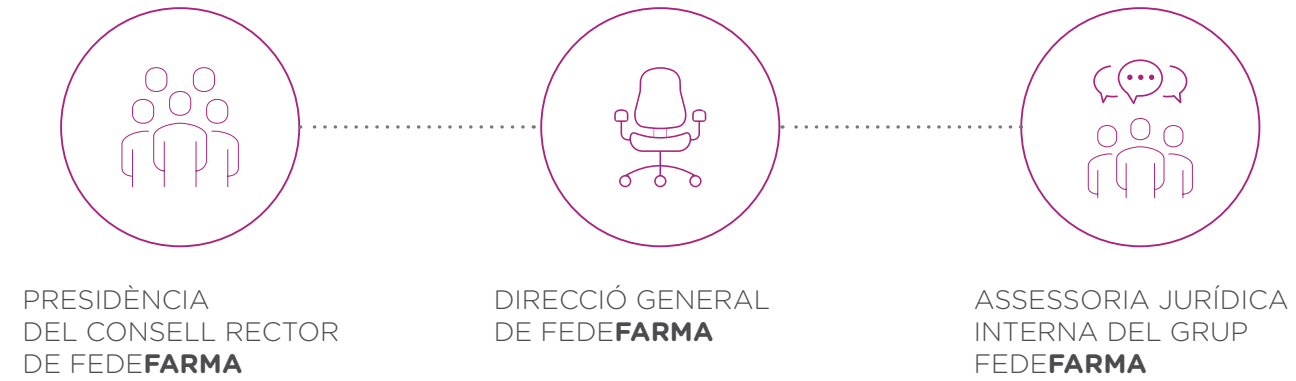 PRESIDÈNCIA
DEL CONSELL RECTOR
DE FEDEFARMA
DIRECCIÓ GENERAL
DE FEDEFARMA
ASSESSORIA JURÍDICA
INTERNA DEL GRUP
FEDEFARMA